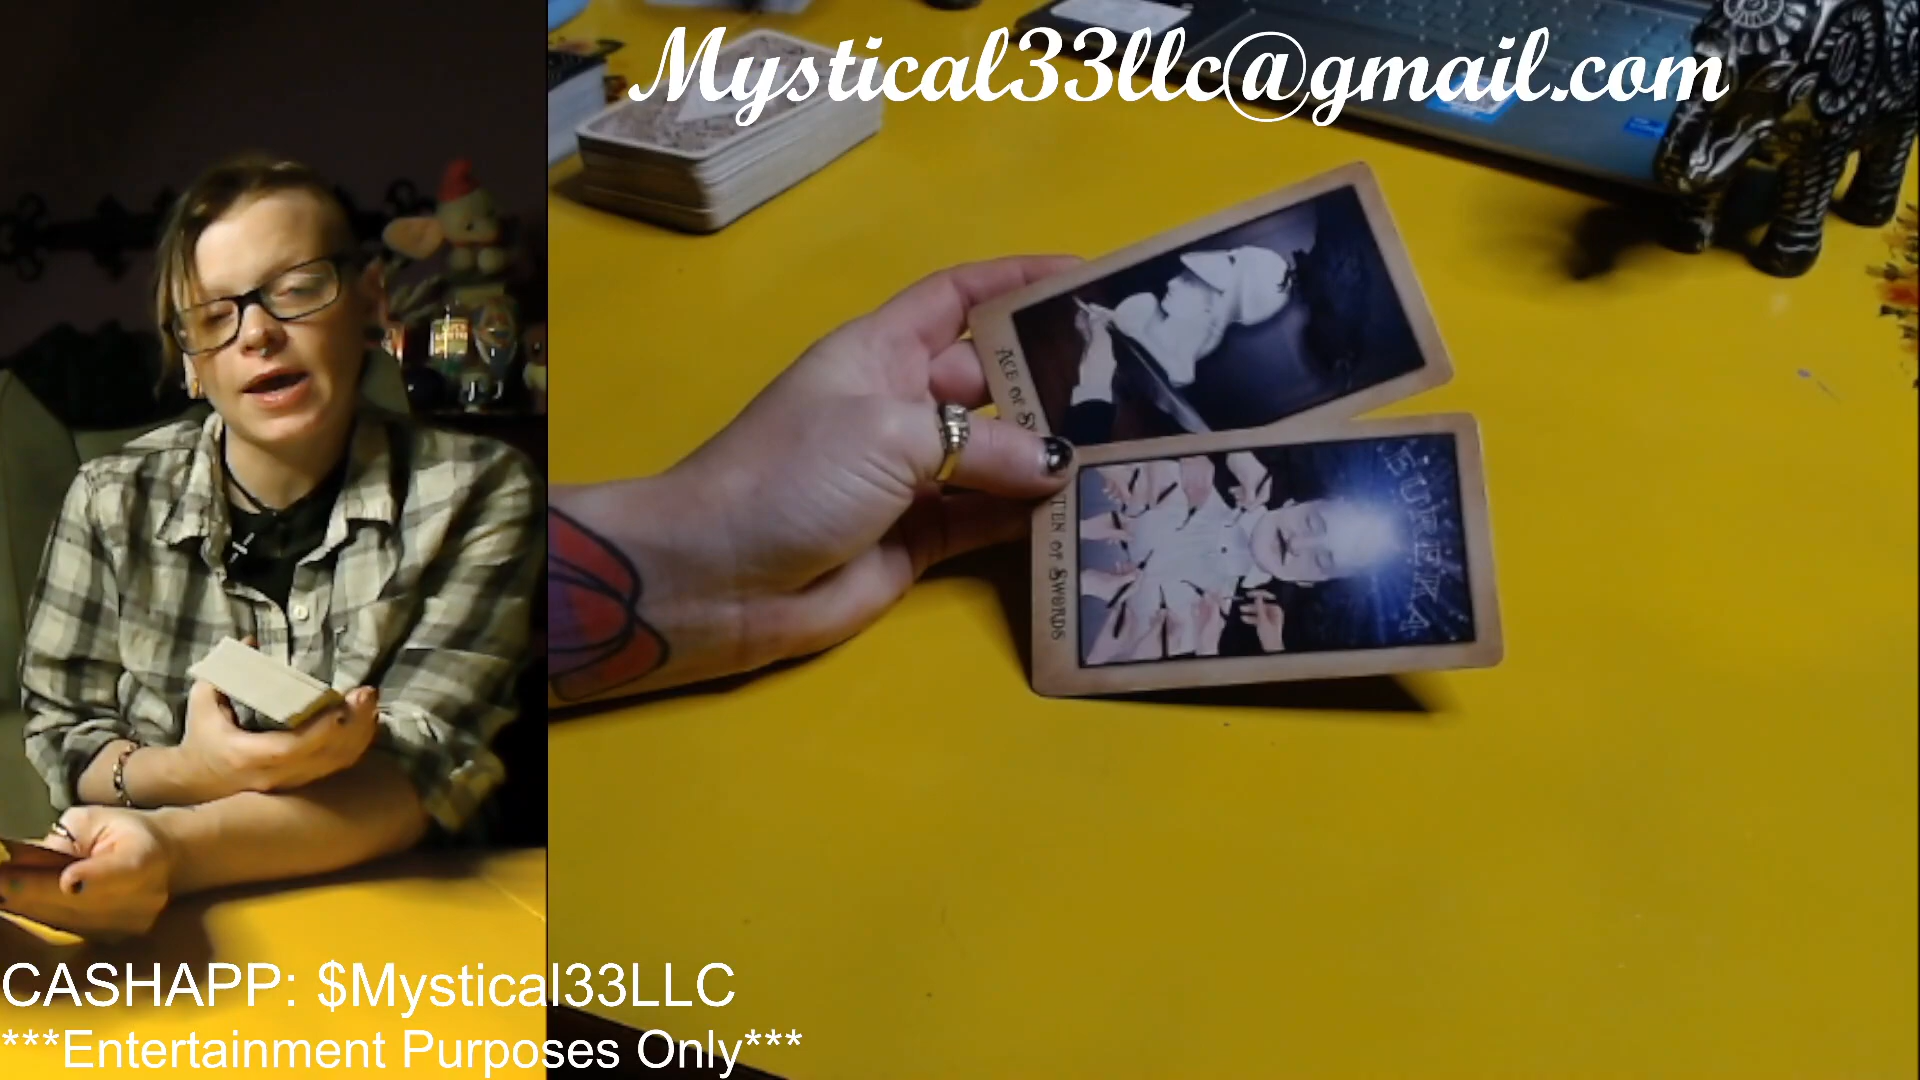 Mystical33llc@gmail.com
ACE OF
TEN OF SWORDS
EUREKA
CASHAPP: $Mystical33LLC
***Entertainment Purposes Only***